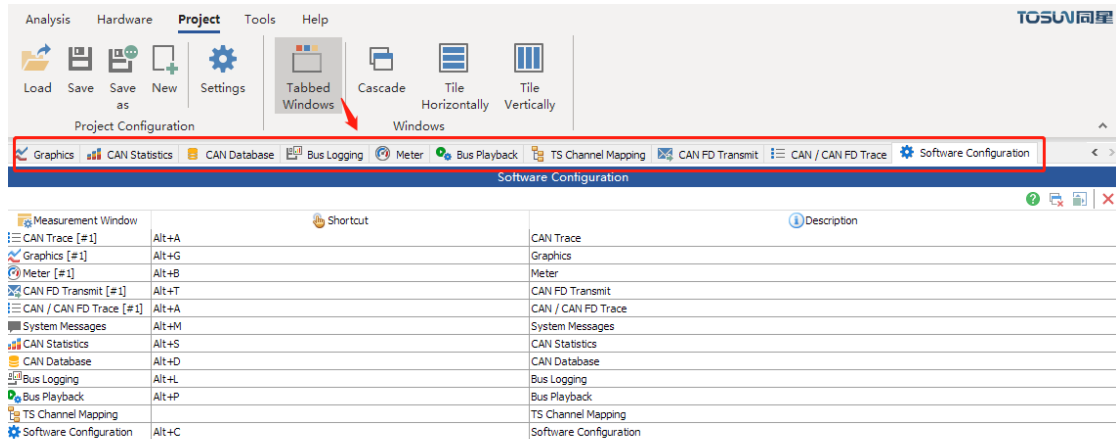 Analysis Hardware Project Tools Help TOSUN同星
Load Save Save as New Settings Tabbed Windows Cascade Tile Horizontally Tile Vertically
Project Configuration Windows
Graphics CAN Statistics CAN Database Bus Logging Meter Bus Playback TS Channel Mapping CAN FD Transmit CAN / CAN FD Trace Software Configuration
Software Configuration
Measurement Window Shortcut Description
CAN Trace [#1] Alt+A CAN Trace
Graphics [#1] Alt+G Graphics
Meter [#1] Alt+B Meter
CAN FD Transmit [#1] Alt+T CAN FD Transmit
CAN / CAN FD Trace [#1] Alt+A CAN / CAN FD Trace
System Messages Alt+M System Messages
CAN Statistics Alt+S CAN Statistics
CAN Database Alt+D CAN Database
Bus Logging Alt+L Bus Logging
Bus Playback Alt+P Bus Playback
TS Channel Mapping TS Channel Mapping
Software Configuration Alt+C Software Configuration